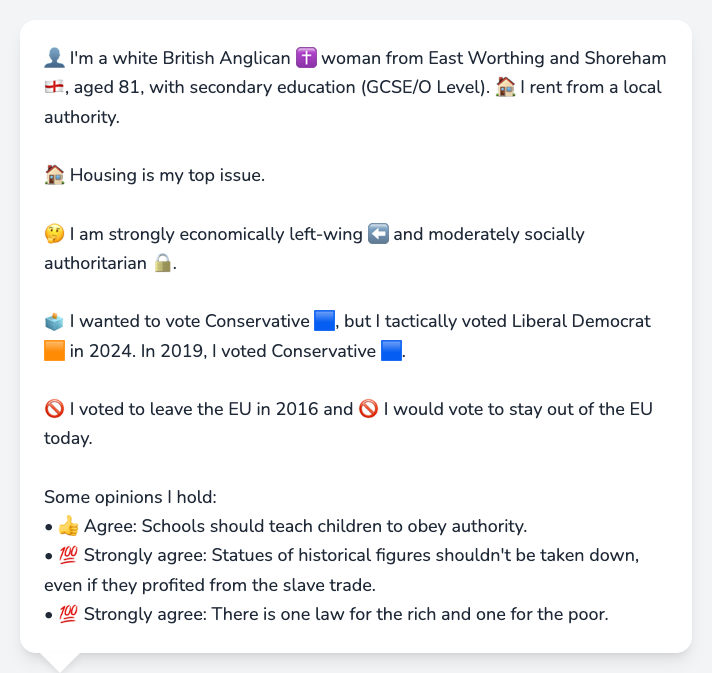 👤 I'm a white British Anglican ✝️ woman from East Worthing and Shoreham
🏴󠁧󠁢󠁥󠁮󠁧󠁿, aged 81, with secondary education (GCSE/O Level). 🏠 I rent from a local
authority.
🏠 Housing is my top issue.
🤔 I am strongly economically left-wing ⬅️ and moderately socially
authoritarian 🔒.
🗳️ I wanted to vote Conservative 🟦, but I tactically voted Liberal Democrat
🟧 in 2024. In 2019, I voted Conservative 🟦.
🚫 I voted to leave the EU in 2016 and 🚫 I would vote to stay out of the EU
today.
Some opinions I hold:
• 👍 Agree: Schools should teach children to obey authority.
• 💯 Strongly agree: Statues of historical figures shouldn't be taken down,
even if they profited from the slave trade.
• 💯 Strongly agree: There is one law for the rich and one for the poor.